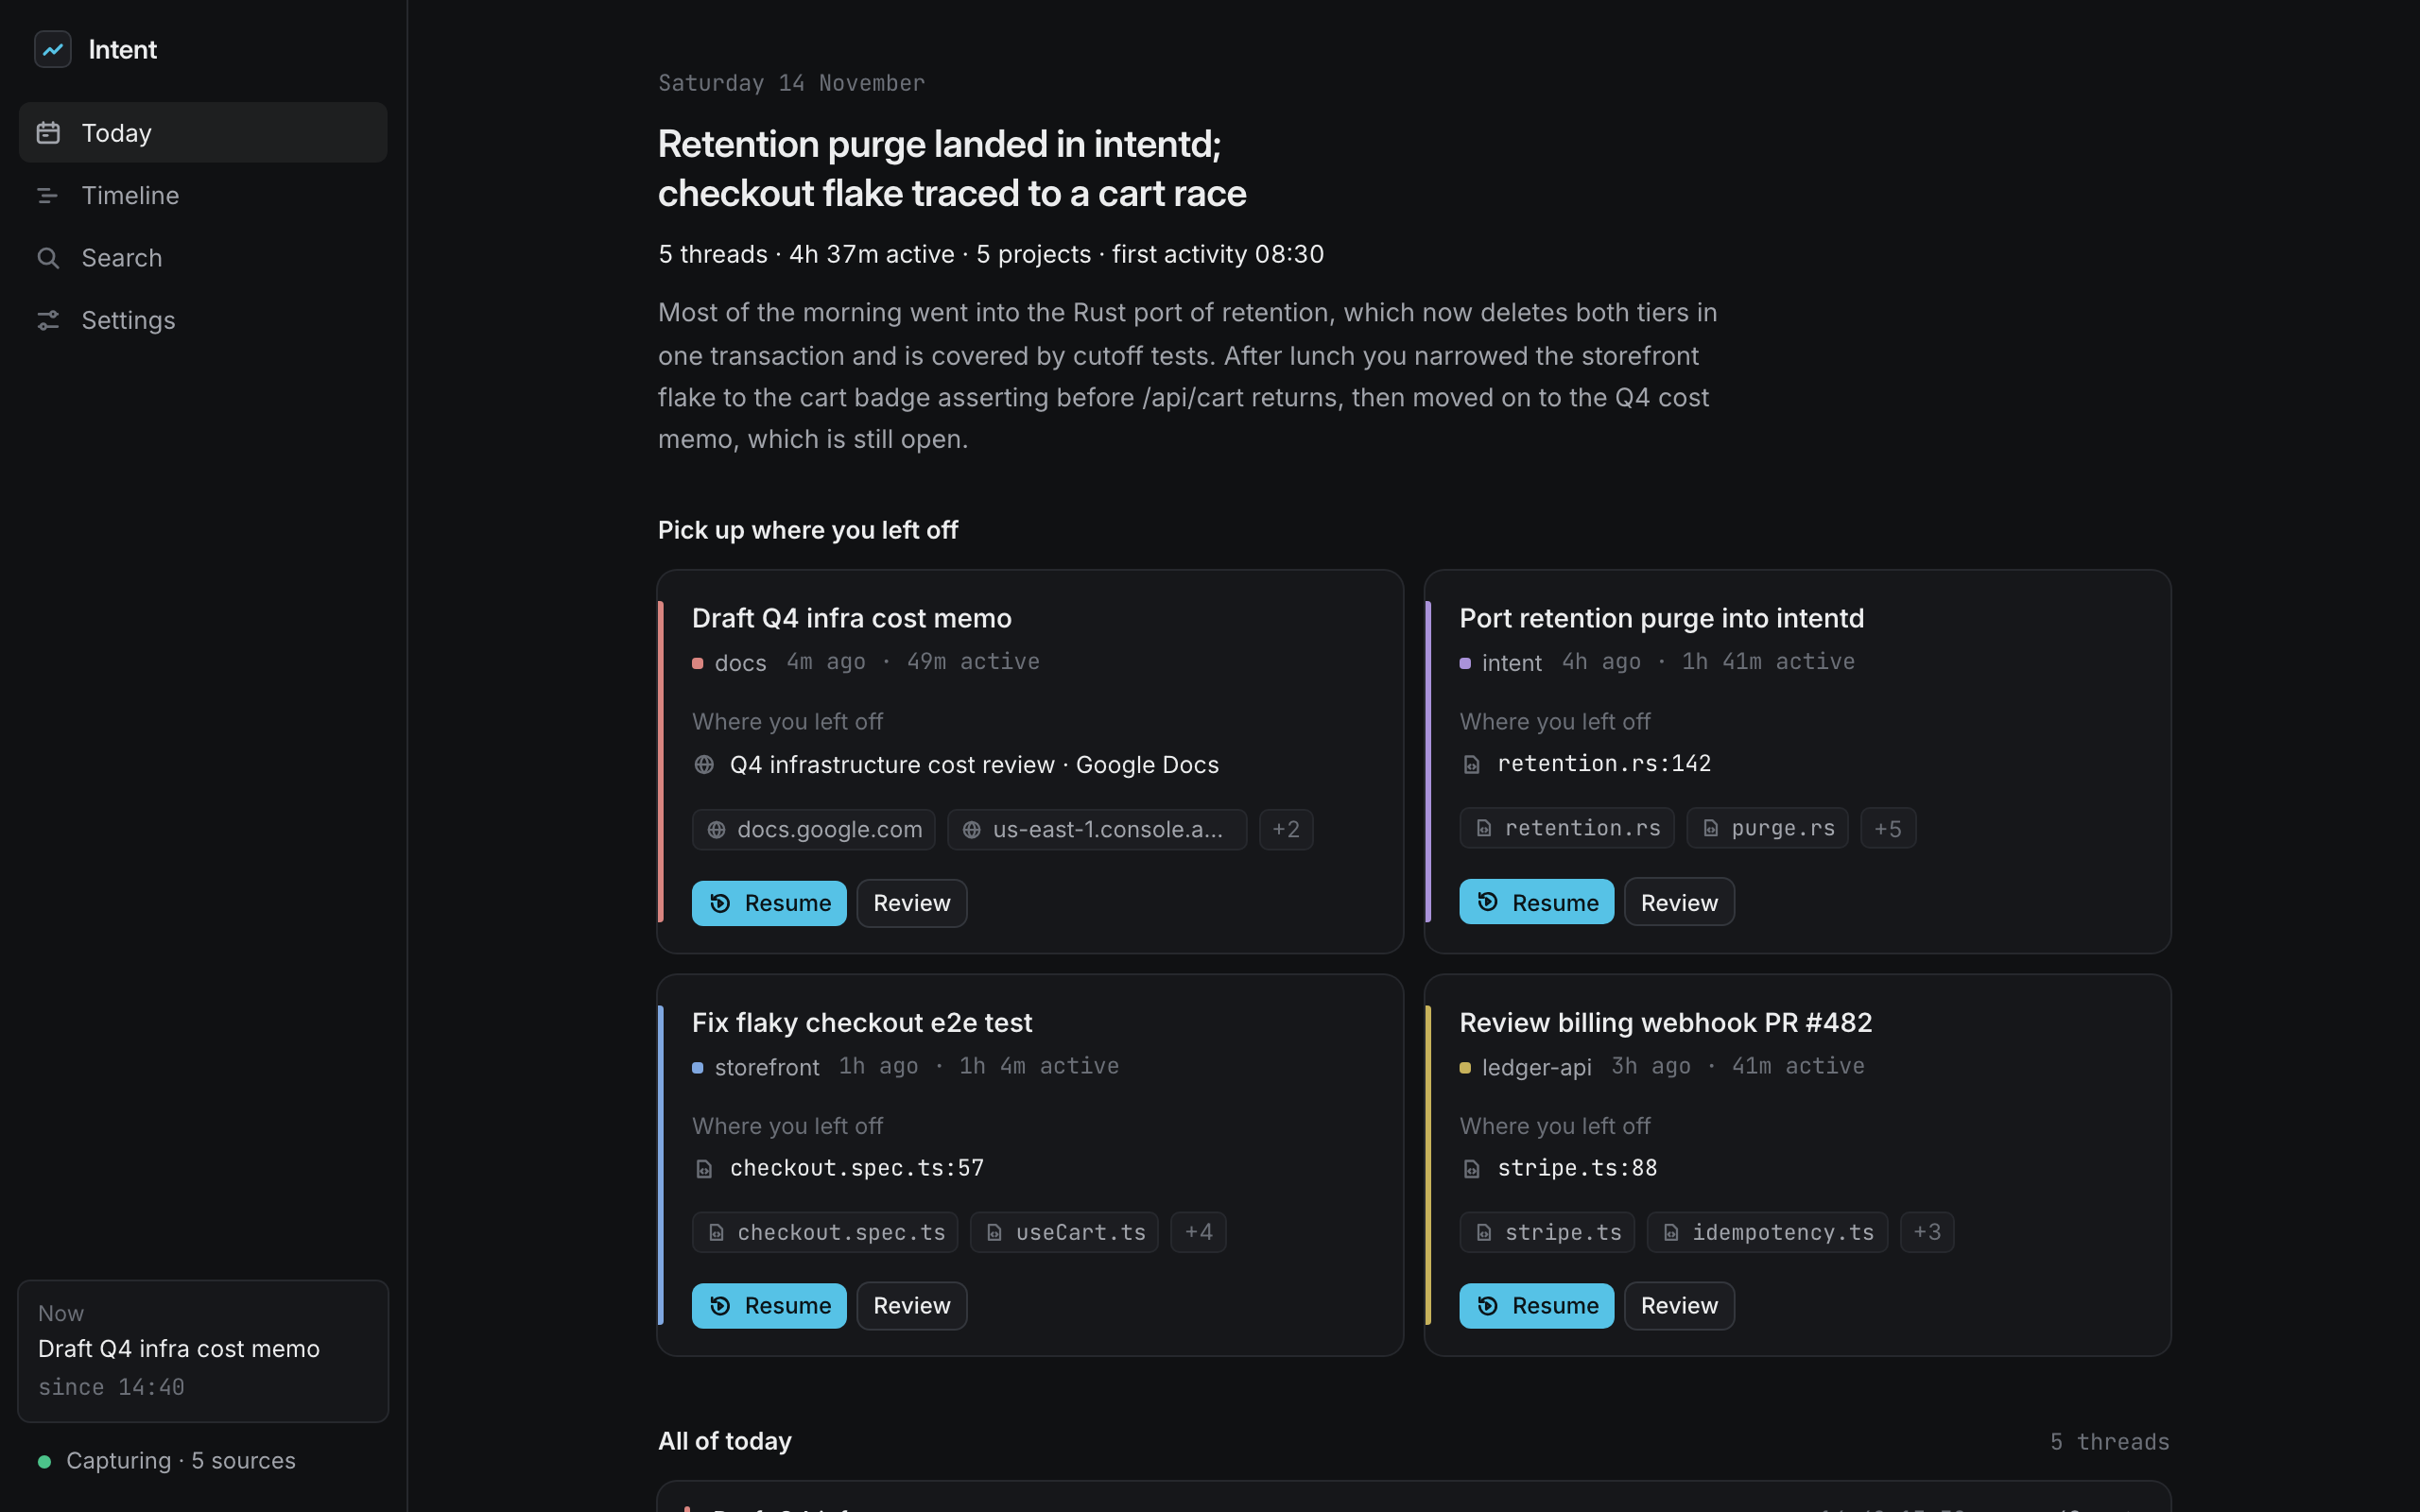 Intent
Today
Timeline
Search
Settings
Now
Draft Q4 infra cost memo
since 14:40
Capturing · 5 sources
Saturday 14 November
Retention purge landed in intentd;
checkout flake traced to a cart race
5 threads · 4h 37m active · 5 projects · first activity 08:30
Most of the morning went into the Rust port of retention, which now deletes both tiers in
one transaction and is covered by cutoff tests. After lunch you narrowed the storefront
flake to the cart badge asserting before /api/cart returns, then moved on to the Q4 cost
memo, which is still open.
Pick up where you left off
Draft Q4 infra cost memo
docs 4m ago · 49m active
Where you left off
Q4 infrastructure cost review · Google Docs
docs.google.com us-east-1.console.a... +2
Resume Review
Port retention purge into intentd
intent 4h ago · 1h 41m active
Where you left off
retention.rs:142
retention.rs purge.rs +5
Resume Review
Fix flaky checkout e2e test
storefront 1h ago · 1h 4m active
Where you left off
checkout.spec.ts:57
checkout.spec.ts useCart.ts +4
Resume Review
Review billing webhook PR #482
ledger-api 3h ago · 41m active
Where you left off
stripe.ts:88
stripe.ts idempotency.ts +3
Resume Review
All of today
5 threads